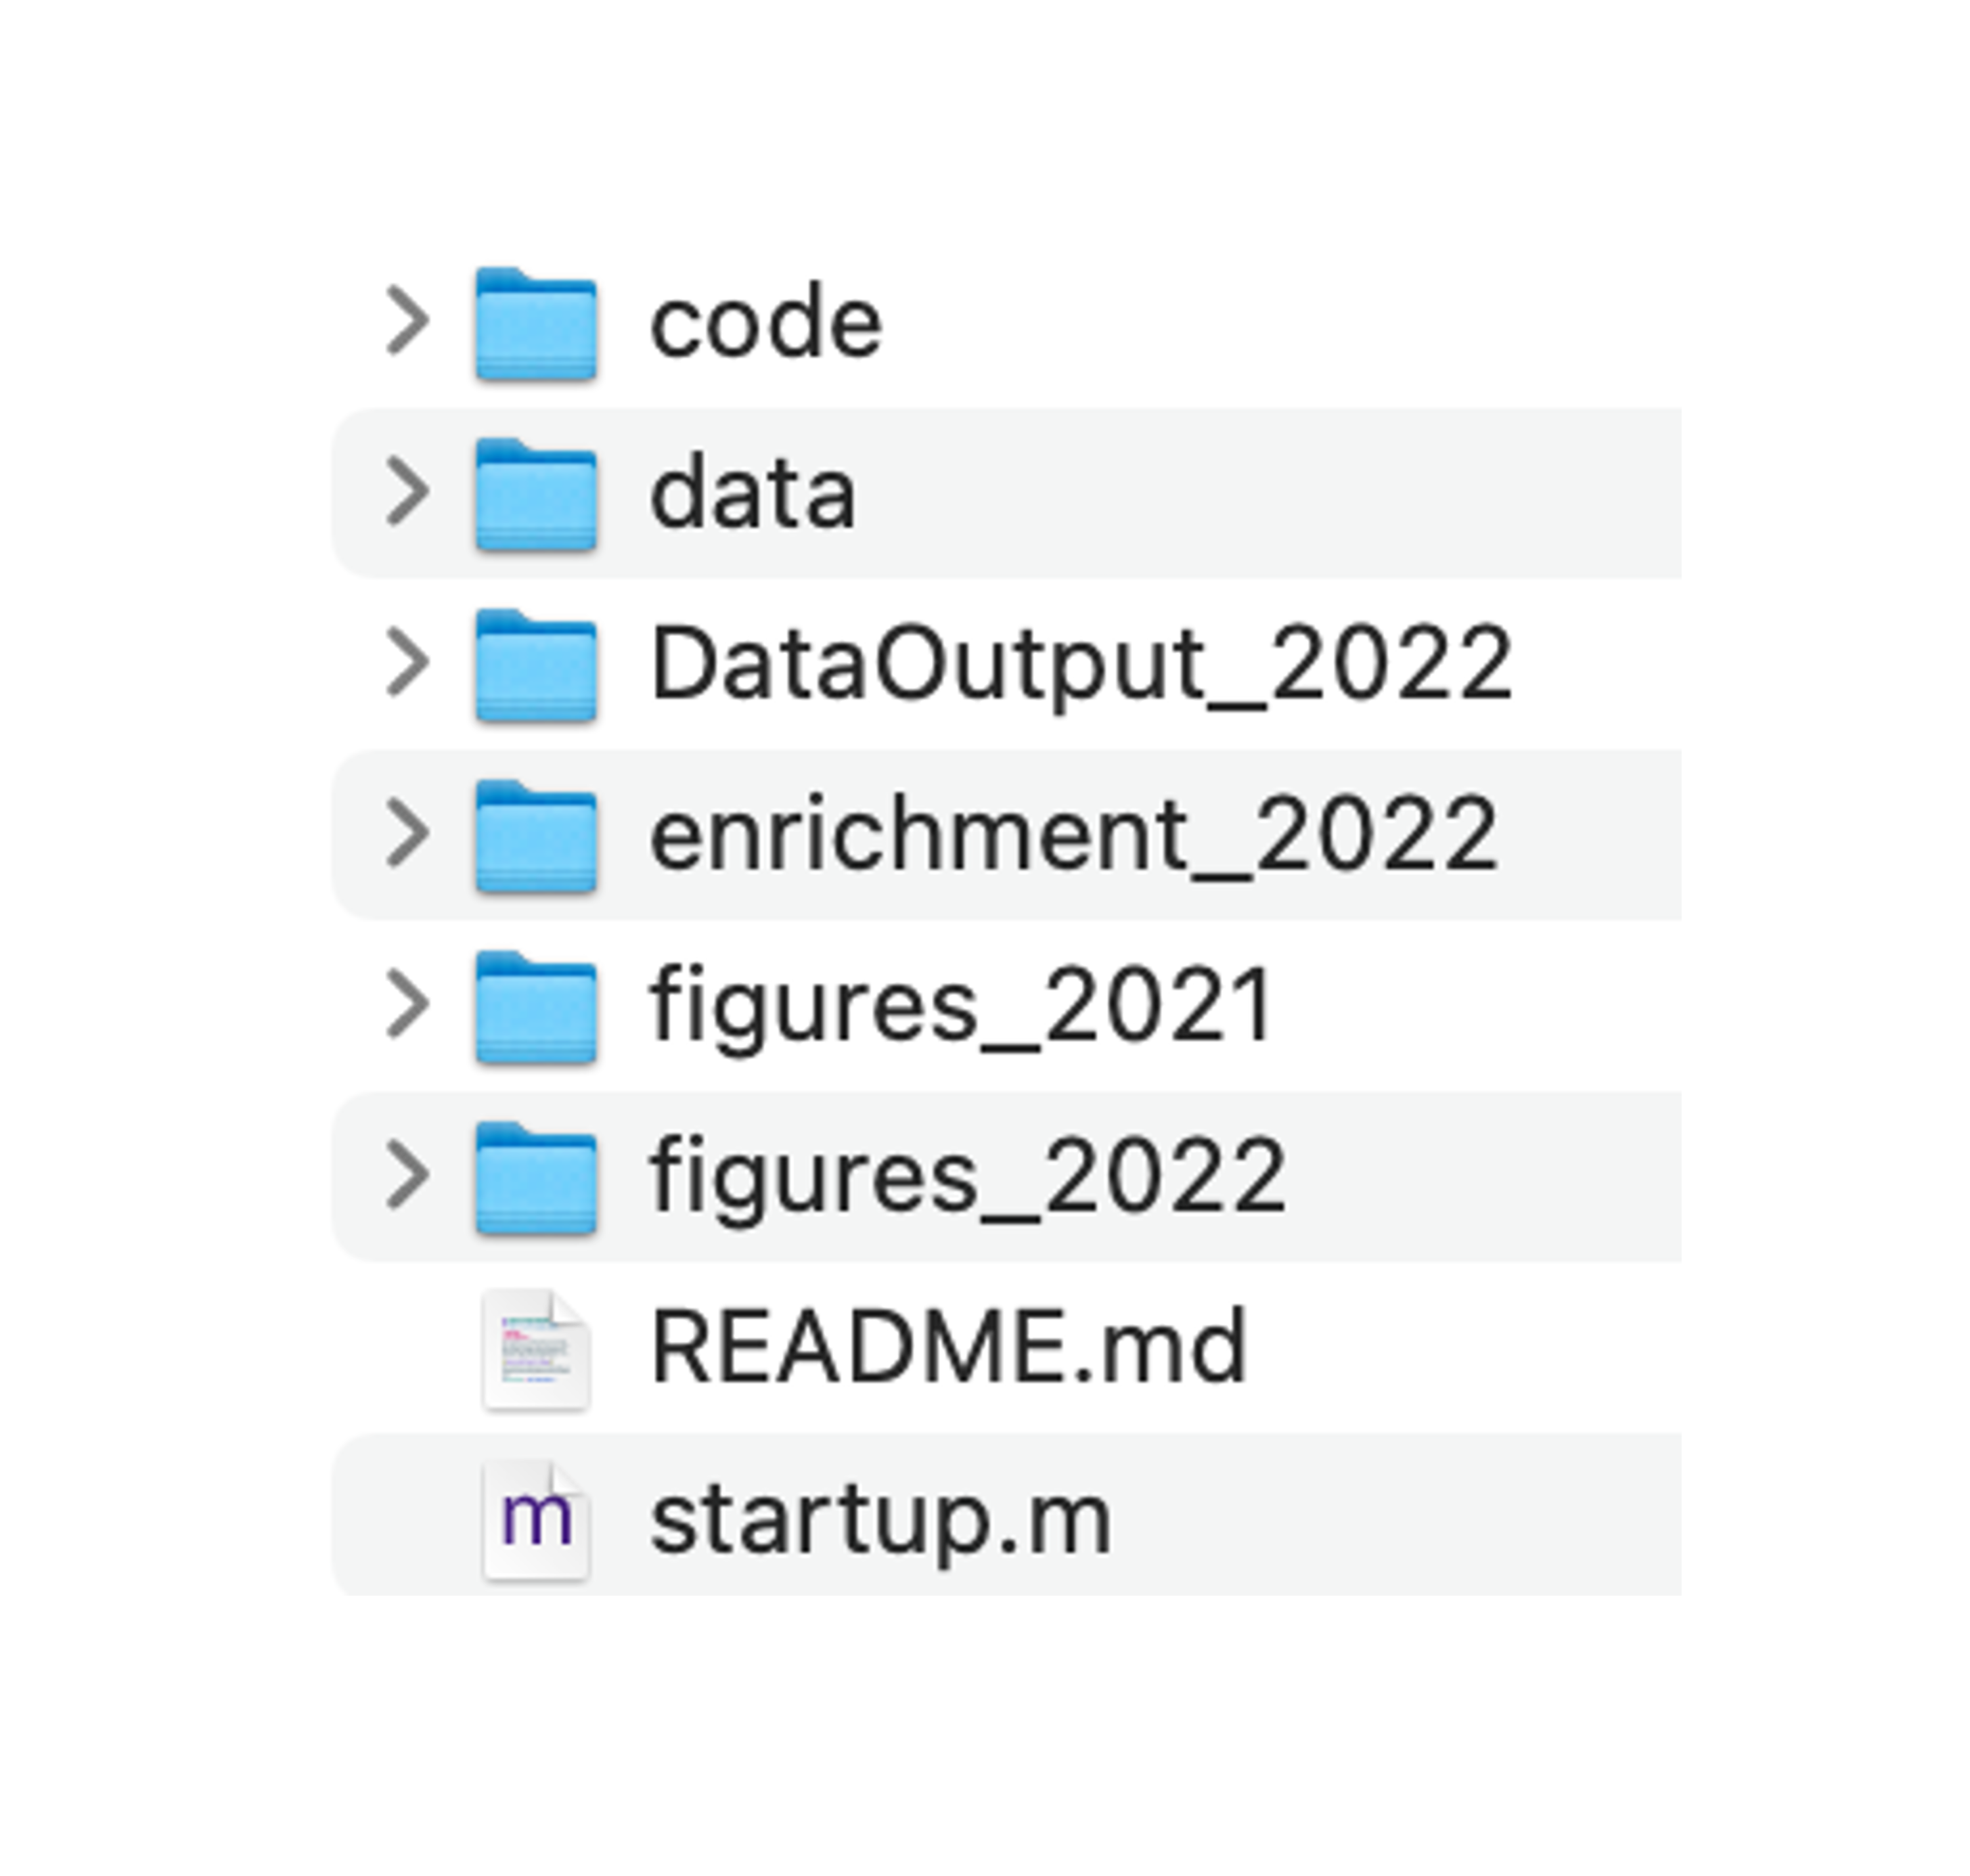 code
data
DataOutput_2022
enrichment_2022
figures_2021
figures_2022
README.md
m startup.m